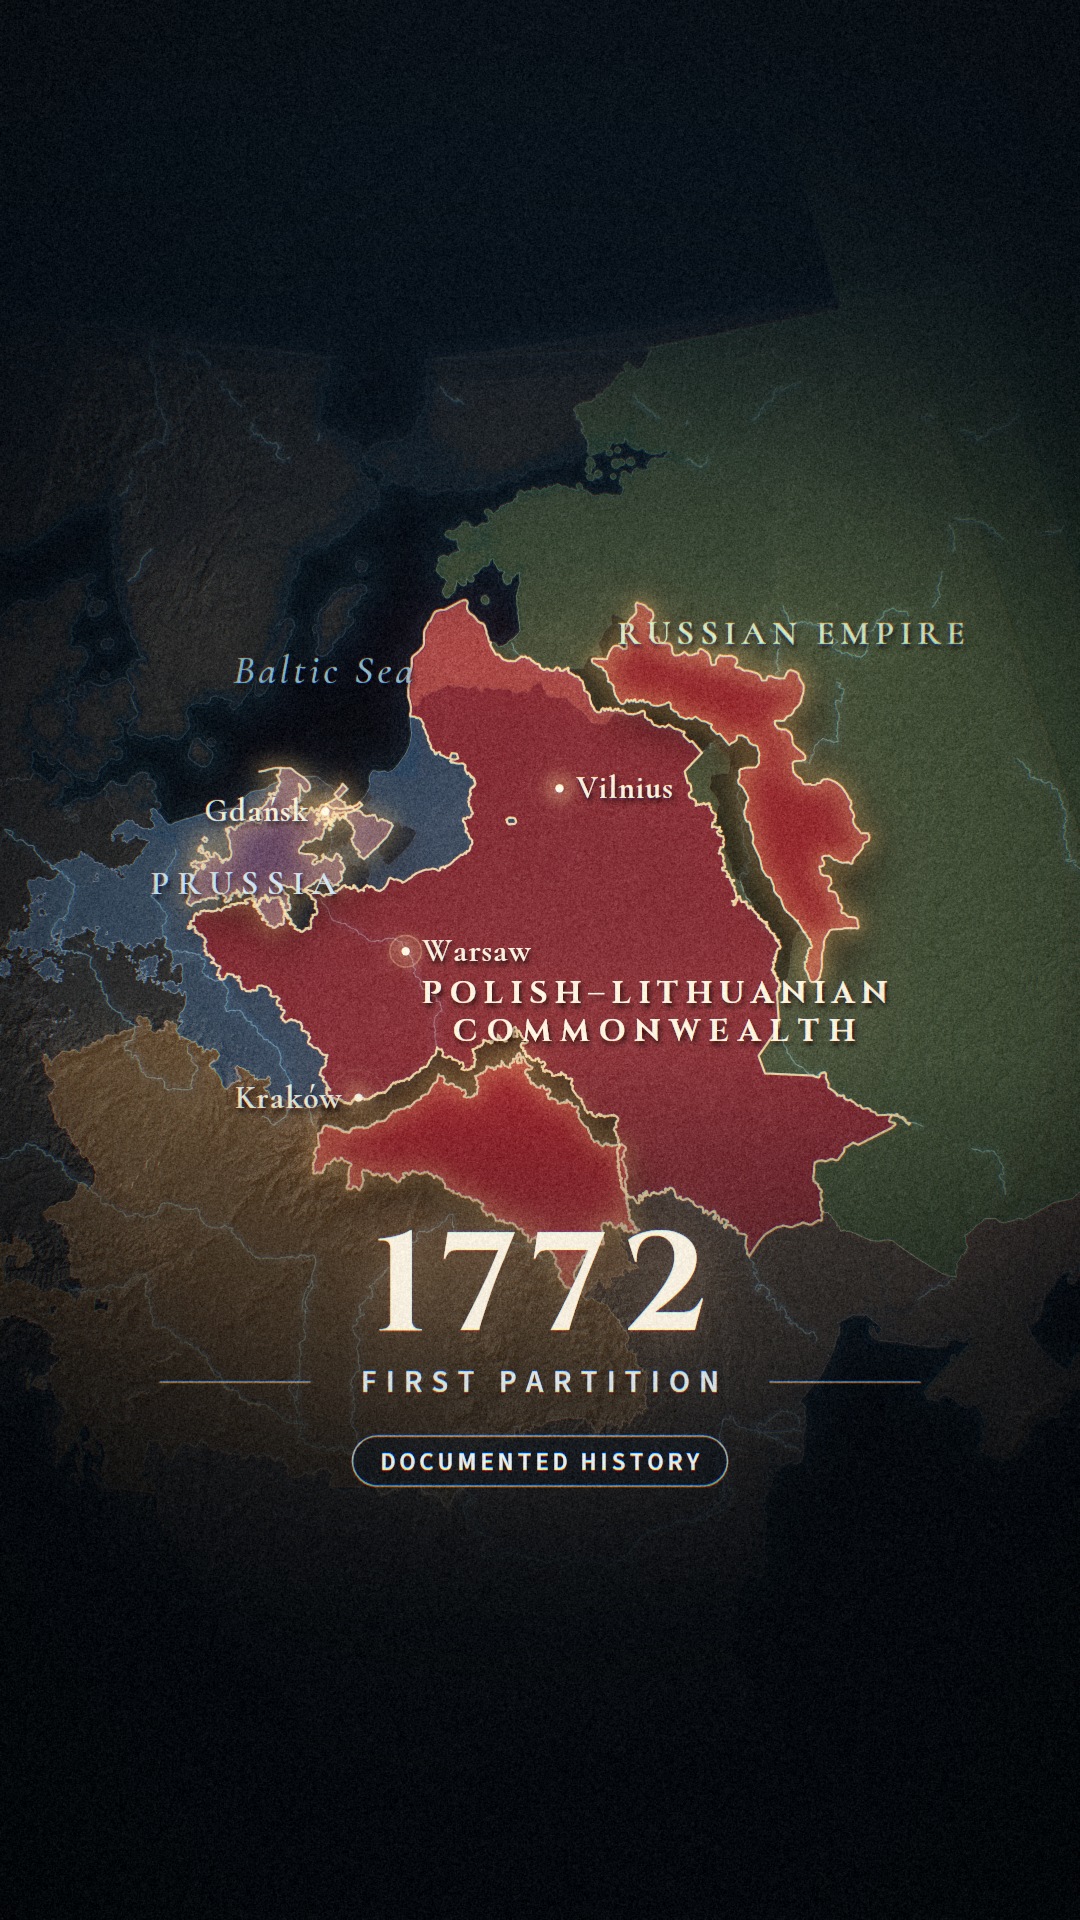 RUSSIAN EMPIRE
Baltic Sea
Vilnius
Gdańsk
PRUSSIA
Warsaw
POLISH–LITHUANIAN
COMMONWEALTH
Kraków
1772
FIRST PARTITION
DOCUMENTED HISTORY